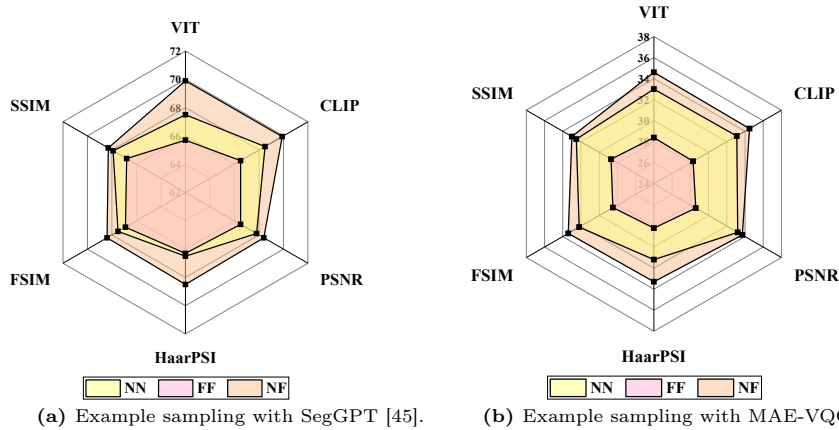 VIT
72
70
68
66
64
62
CLIP
PSNR
HaarPSI
FSIM
SSIM
NN FF NF
(a) Example sampling with SegGPT [45].
VIT
38
36
34
32
30
28
26
24
CLIP
PSNR
HaarPSI
FSIM
SSIM
NN FF NF
(b) Example sampling with MAE-VQG